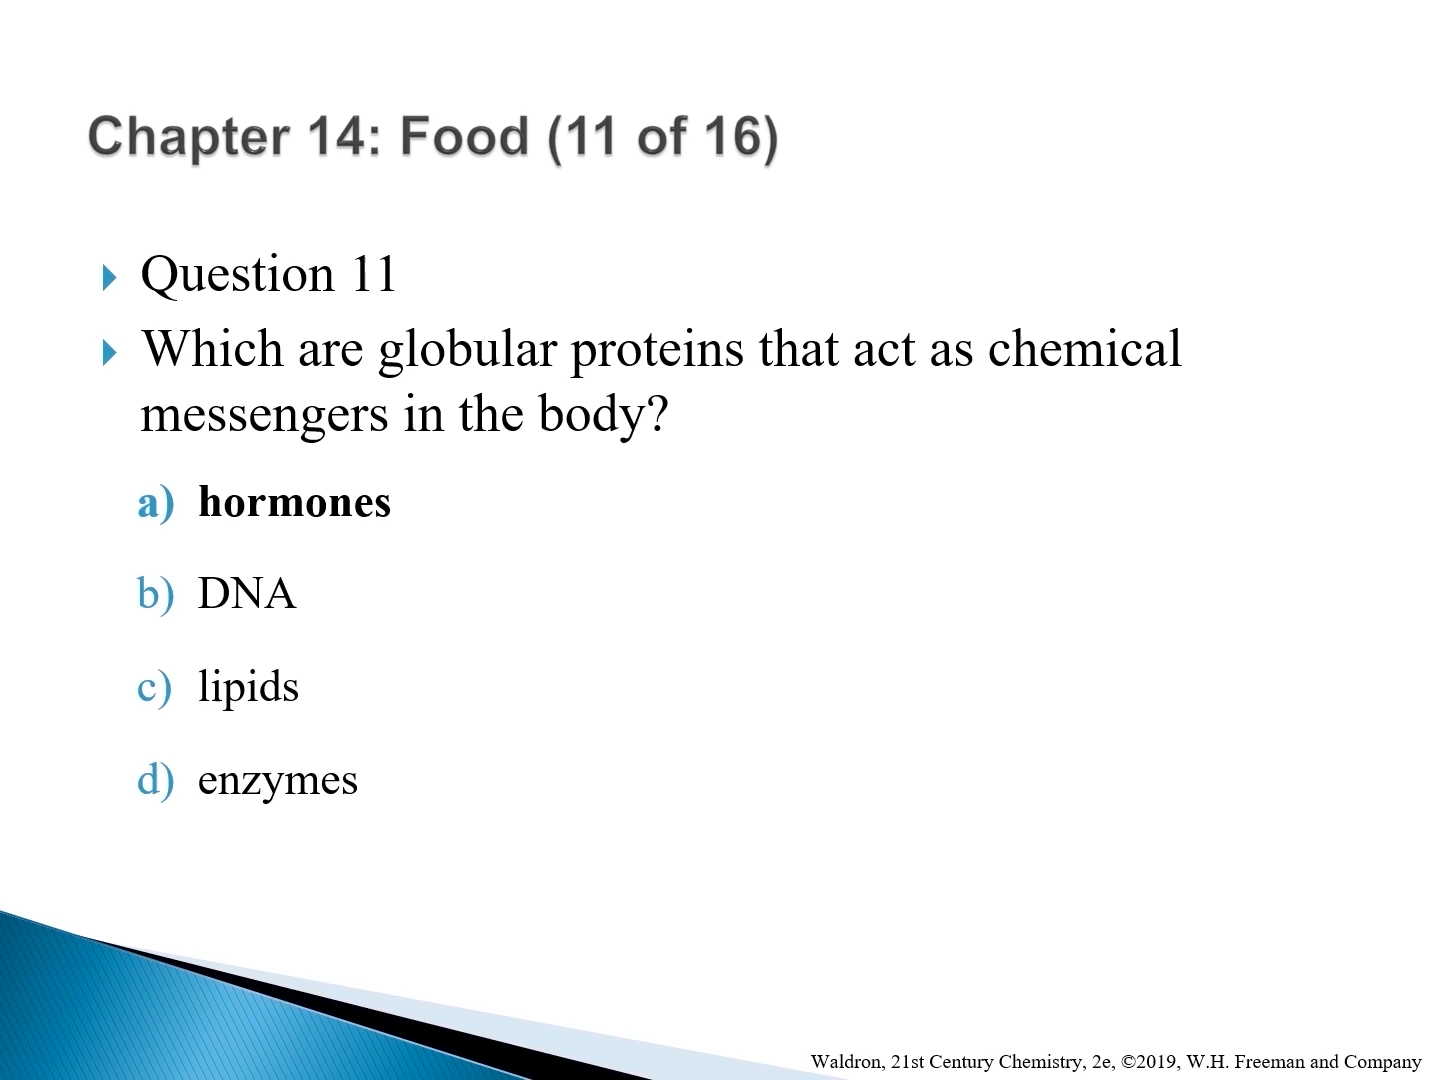 Chapter 14: Food (11 of 16)
Question 11
Which are globular proteins that act as chemical
messengers in the body?
a) hormones
b) DNA
c) lipids
d) enzymes
Waldron, 21st Century Chemistry, 2e, ©2019, W.H. Freeman and Company